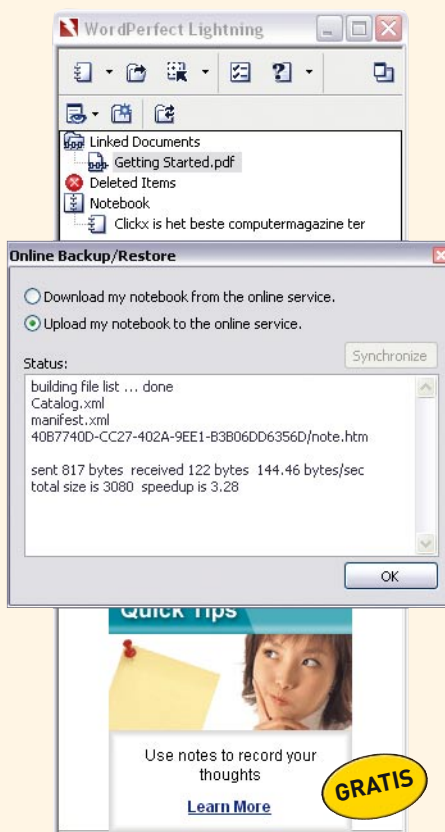 WordPerfect Lightning
Linked Documents
Getting Started.pdf
Deleted Items
Notebook
Clickx is het beste computermagazine ter
Online Backup/Restore
Download my notebook from the online service.
Upload my notebook to the online service.
Synchronize
Status:
building file list ... done
Catalog.xml
manifest.xml
40B7740D-CC27-402A-9EE1-B3B06DD6356D/note.htm
sent 817 bytes received 122 bytes 144.46 bytes/sec
total size is 3080 speedup is 3.28
OK
Quick Tips
Use notes to record your
thoughts
Learn More
GRATIS